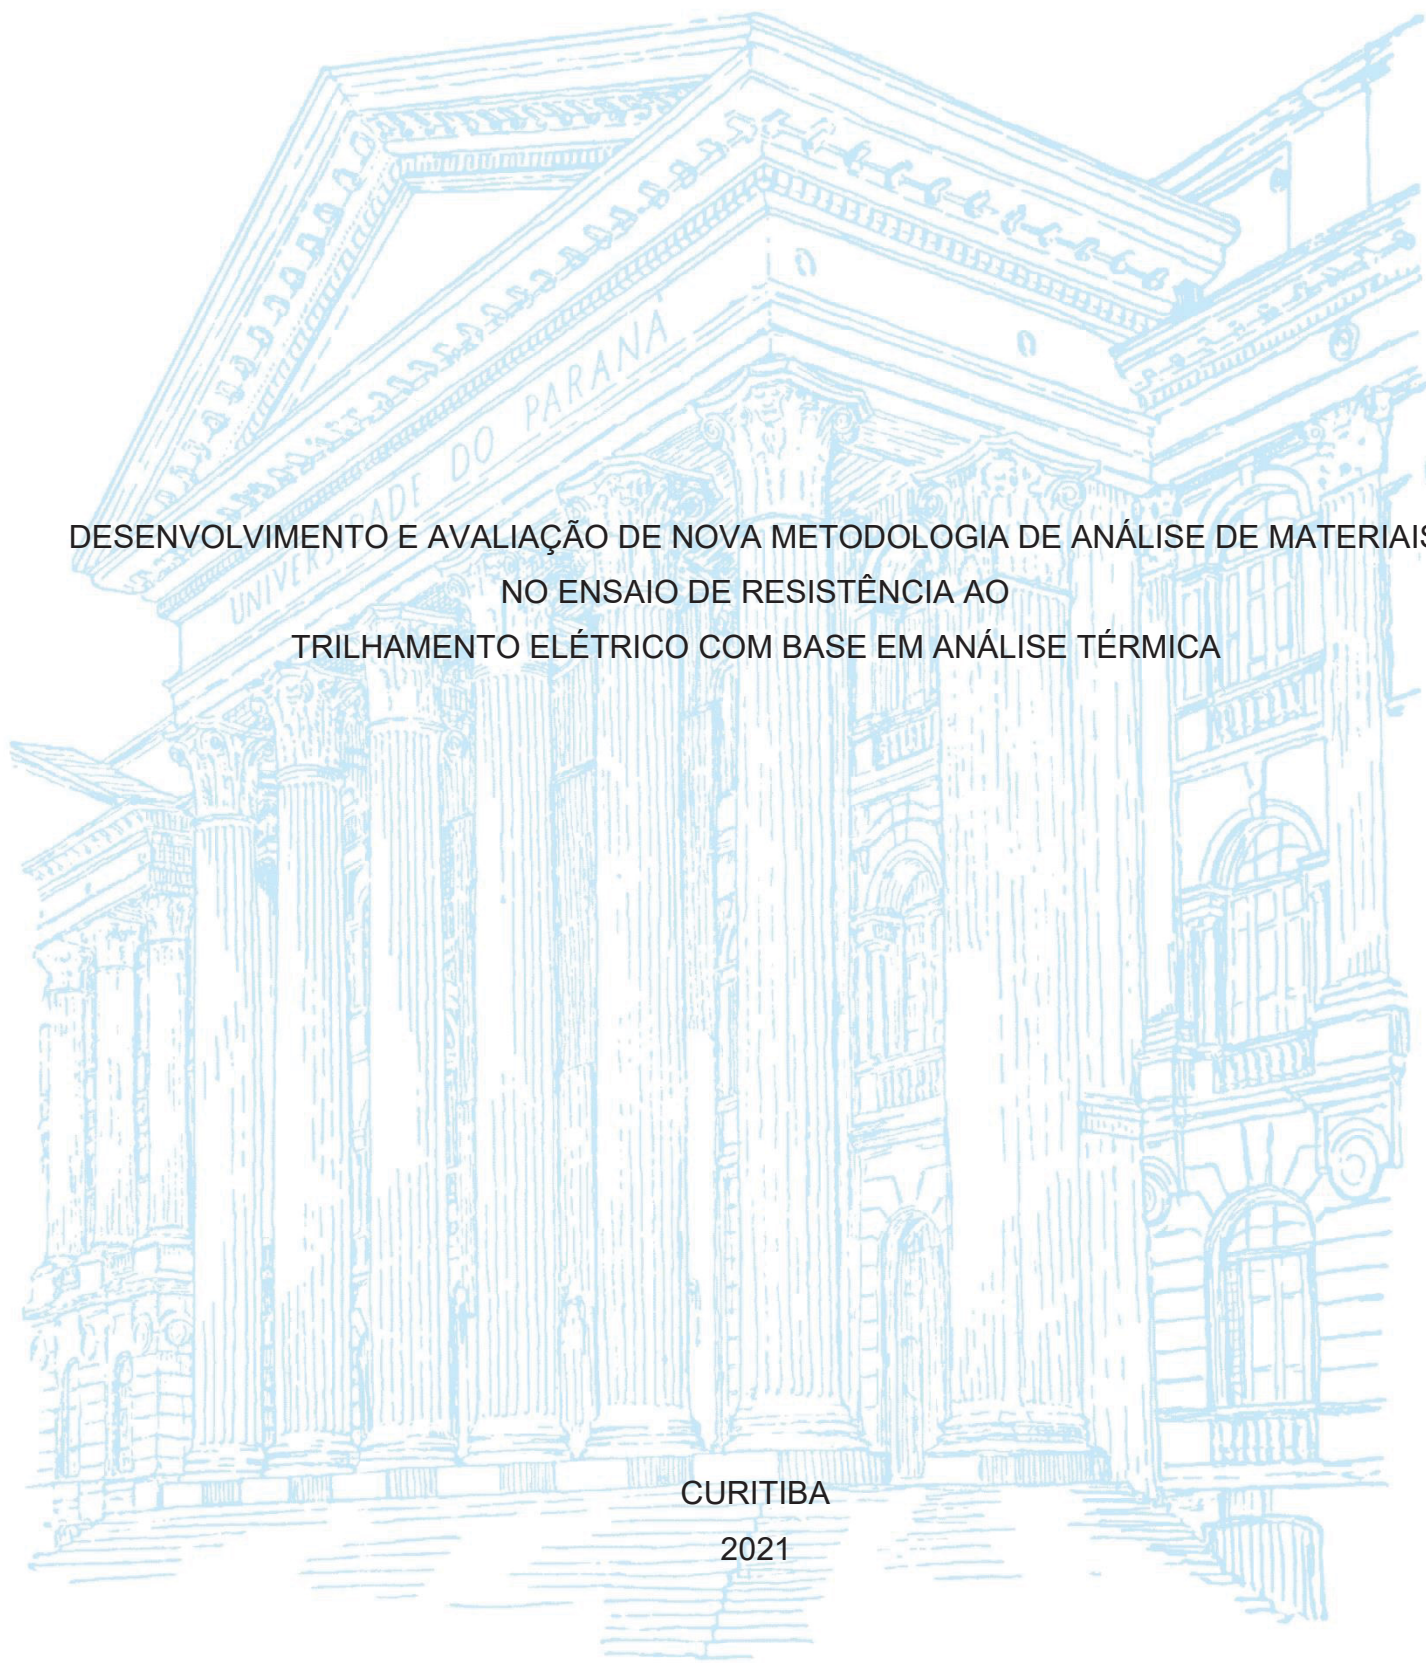 UNIVERSIDADE DO PARANÁ
DESENVOLVIMENTO E AVALIAÇÃO DE NOVA METODOLOGIA DE ANÁLISE DE MATERIAIS
NO ENSAIO DE RESISTÊNCIA AO
TRILHAMENTO ELÉTRICO COM BASE EM ANÁLISE TÉRMICA
CURITIBA
2021